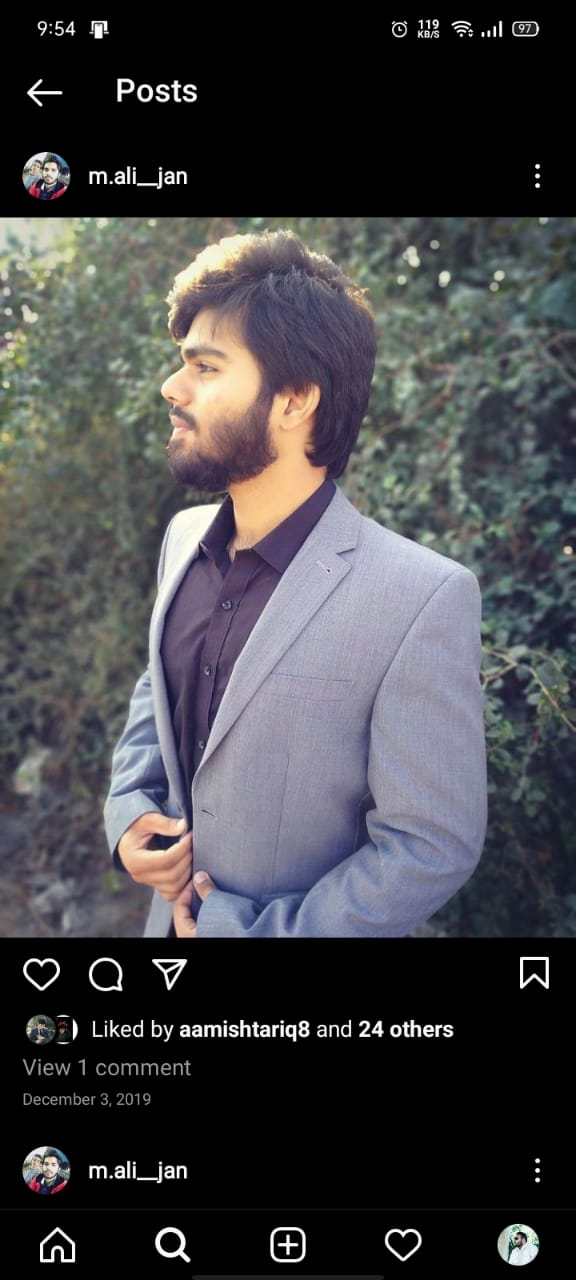 9:54 119 KB/S 97
Posts
m.ali__jan
Liked by aamishtariq8 and 24 others
View 1 comment
December 3, 2019
m.ali__jan